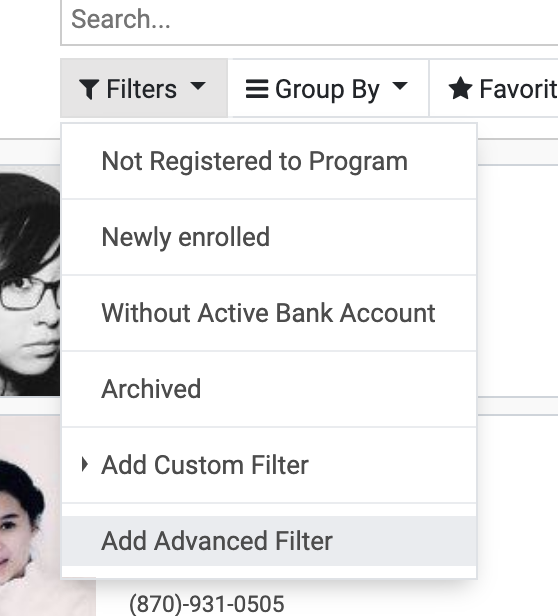 Search...
Filters
Group By
Favorit
Not Registered to Program
Newly enrolled
Without Active Bank Account
Archived
Add Custom Filter
Add Advanced Filter
(870)-931-0505